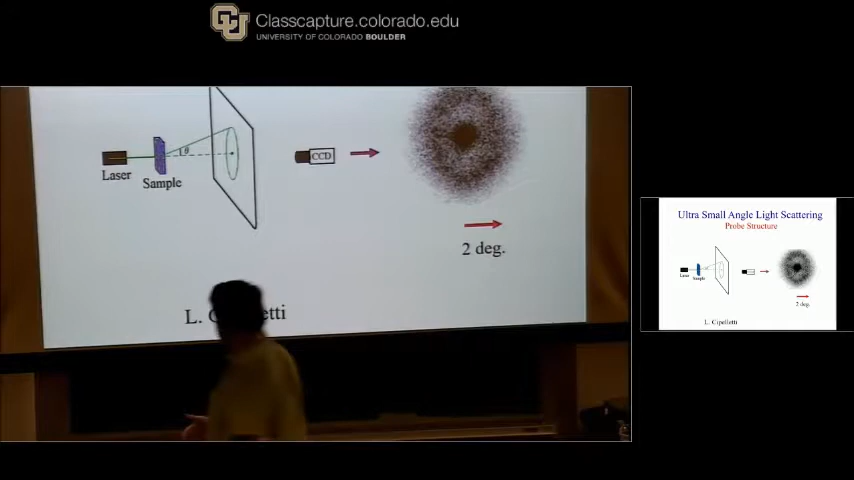 Classcapture.colorado.edu
UNIVERSITY OF COLORADO BOULDER
CU
Laser
Sample
θ
CCD
2 deg.
L. C etti
Ultra Small Angle Light Scattering
Probe Structure
Laser
Sample
2 deg.
L. Cipelletti